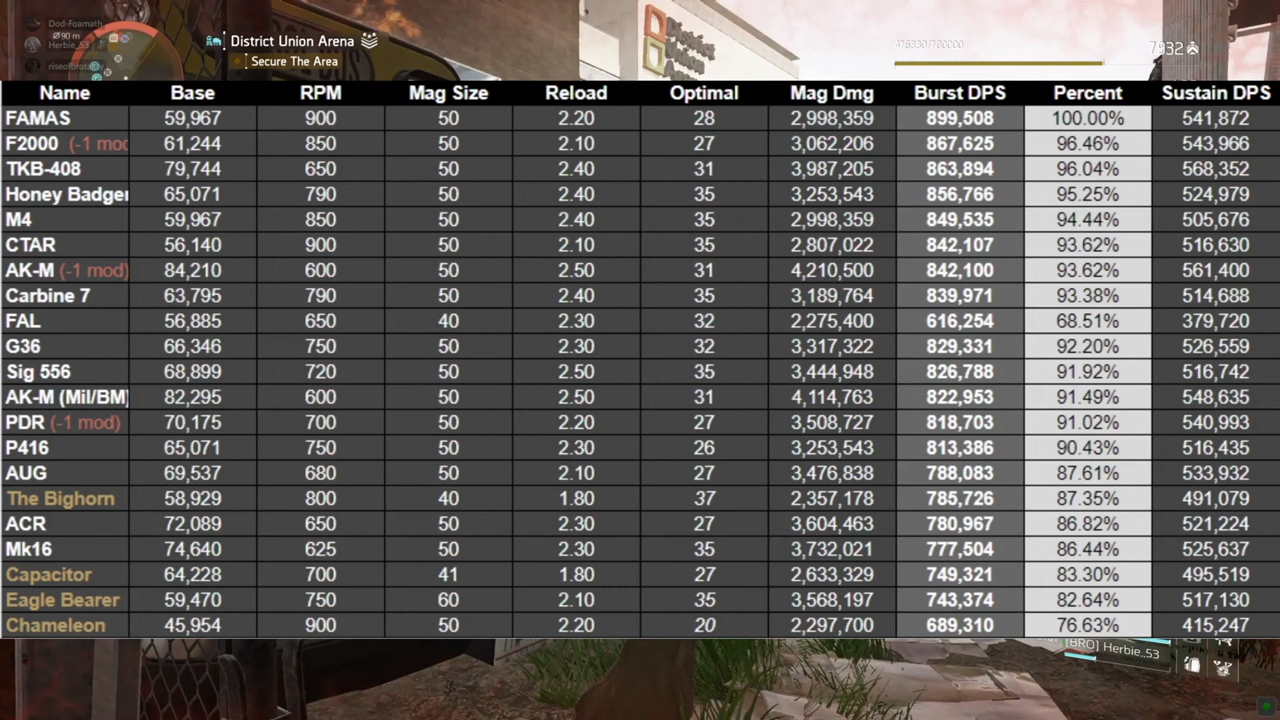 Dod-Foamath
Ø90 m
Herbie_53
District Union Arena
Secure The Area
476330/700000
7932
Name Base RPM Mag Size Reload Optimal Mag Dmg Burst DPS Percent Sustain DPS
FAMAS 59,967 900 50 2.20 28 2,998,359 899,508 100.00% 541,872
F2000 (-1 mod 61,244 850 50 2.10 27 3,062,206 867,625 96.46% 543,966
TKB-408 79,744 650 50 2.40 31 3,987,205 863,894 96.04% 568,352
Honey Badger 65,071 790 50 2.40 35 3,253,543 856,766 95.25% 524,979
M4 59,967 850 50 2.40 35 2,998,359 849,535 94.44% 505,676
CTAR 56,140 900 50 2.10 35 2,807,022 842,107 93.62% 516,630
AK-M (-1 mod) 84,210 600 50 2.50 31 4,210,500 842,100 93.62% 561,400
Carbine 7 63,795 790 50 2.40 35 3,189,764 839,971 93.38% 514,688
FAL 56,885 650 40 2.30 32 2,275,400 616,254 68.51% 379,720
G36 66,346 750 50 2.30 32 3,317,322 829,331 92.20% 526,559
Sig 556 68,899 720 50 2.50 35 3,444,948 826,788 91.92% 516,742
AK-M (Mil/BM) 82,295 600 50 2.50 31 4,114,763 822,953 91.49% 548,635
PDR (-1 mod) 70,175 700 50 2.20 27 3,508,727 818,703 91.02% 540,993
P416 65,071 750 50 2.30 26 3,253,543 813,386 90.43% 516,435
AUG 69,537 680 50 2.10 27 3,476,838 788,083 87.61% 533,932
The Bighorn 58,929 800 40 1.80 37 2,357,178 785,726 87.35% 491,079
ACR 72,089 650 50 2.30 27 3,604,463 780,967 86.82% 521,224
Mk16 74,640 625 50 2.30 35 3,732,021 777,504 86.44% 525,637
Capacitor 64,228 700 41 1.80 27 2,633,329 749,321 83.30% 495,519
Eagle Bearer 59,470 750 60 2.10 35 3,568,197 743,374 82.64% 517,130
Chameleon 45,954 900 50 2.20 20 2,297,700 689,310 76.63% 415,247
[BRO] Herbie_53